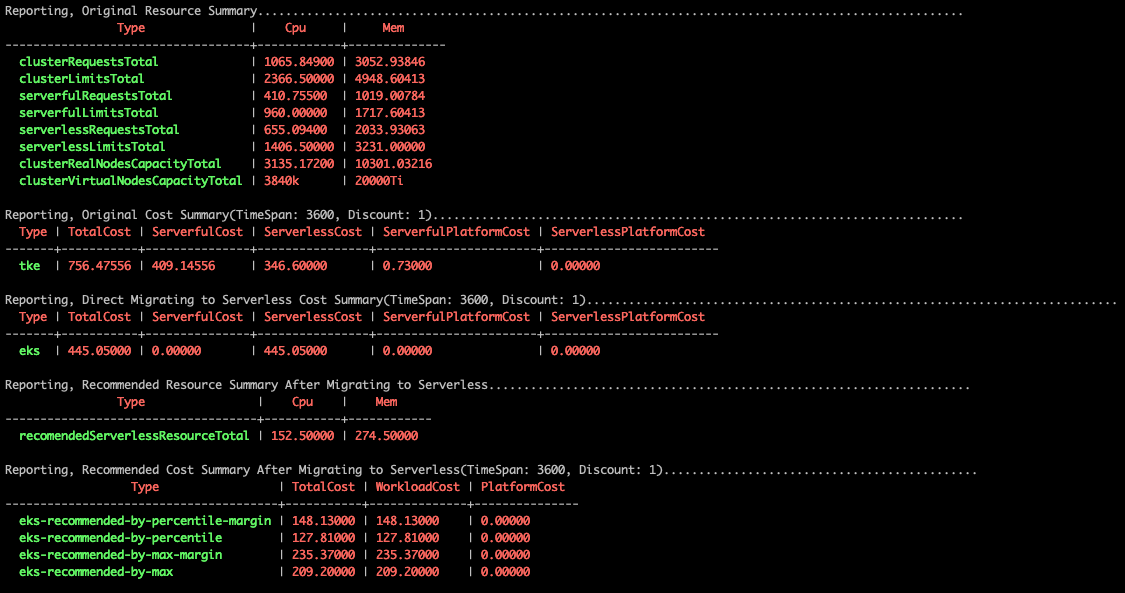 Reporting, Original Resource Summary.....................................................................................................
Type | Cpu | Mem
-----------------------------------+------------+--------------
clusterRequestsTotal | 1065.84900 | 3052.93846
clusterLimitsTotal | 2366.50000 | 4948.60413
serverfulRequestsTotal | 410.75500 | 1019.00784
serverfulLimitsTotal | 960.00000 | 1717.60413
serverlessRequestsTotal | 655.09400 | 2033.93063
serverlessLimitsTotal | 1406.50000 | 3231.00000
clusterRealNodesCapacityTotal | 3135.17200 | 10301.03216
clusterVirtualNodesCapacityTotal | 3840k | 20000Ti
Reporting, Original Cost Summary(TimeSpan: 3600, Discount: 1)............................................................................
Type | TotalCost | ServerfulCost | ServerlessCost | ServerfulPlatformCost | ServerlessPlatformCost
-------+-----------+---------------+----------------+-----------------------+-------------------------
tke | 756.47556 | 409.14556 | 346.60000 | 0.73000 | 0.00000
Reporting, Direct Migrating to Serverless Cost Summary(TimeSpan: 3600, Discount: 1)............................................................................
Type | TotalCost | ServerfulCost | ServerlessCost | ServerfulPlatformCost | ServerlessPlatformCost
-------+-----------+---------------+----------------+-----------------------+-------------------------
eks | 445.05000 | 0.00000 | 445.05000 | 0.00000 | 0.00000
Reporting, Recommended Resource Summary After Migrating to Serverless.....................................................................
Type | Cpu | Mem
------------------------------------+-----------+------------
recomendedServerlessResourceTotal | 152.50000 | 274.50000
Reporting, Recommended Cost Summary After Migrating to Serverless(TimeSpan: 3600, Discount: 1).............................................
Type | TotalCost | WorkloadCost | PlatformCost
---------------------------------------+-----------+--------------+---------------
eks-recommended-by-percentile-margin | 148.13000 | 148.13000 | 0.00000
eks-recommended-by-percentile | 127.81000 | 127.81000 | 0.00000
eks-recommended-by-max-margin | 235.37000 | 235.37000 | 0.00000
eks-recommended-by-max | 209.20000 | 209.20000 | 0.00000